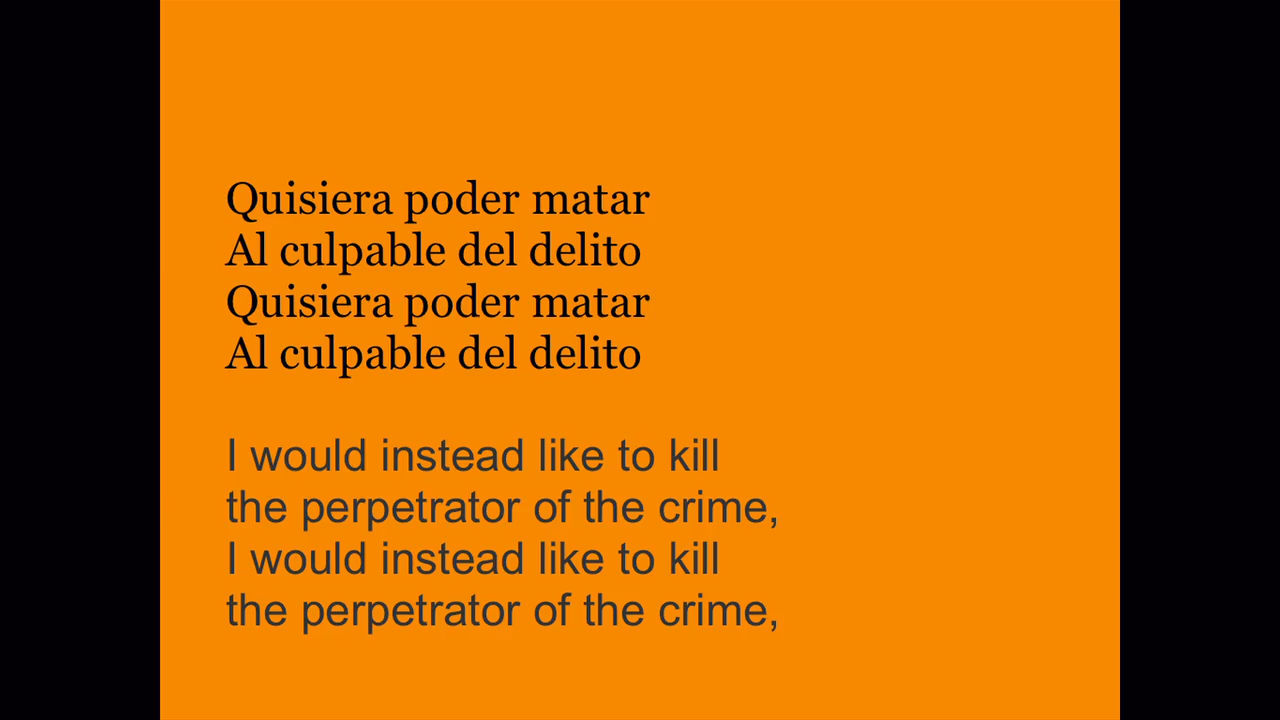 Quisiera poder matar
Al culpable del delito
Quisiera poder matar
Al culpable del delito
I would instead like to kill
the perpetrator of the crime,
I would instead like to kill
the perpetrator of the crime,